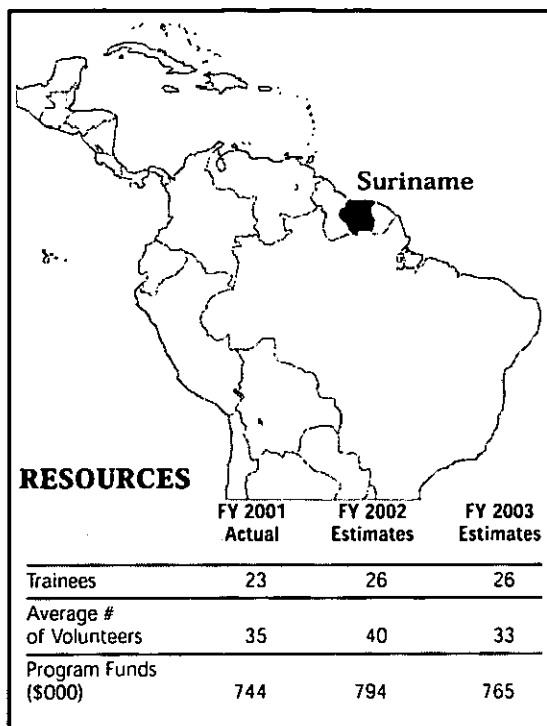 Suriname
RESOURCES
FY 2001 FY 2002 FY 2003
Actual Estimates Estimates
Trainees 23 26 26
Average #
of Volunteers 35 40 33
Program Funds
($000) 744 794 765